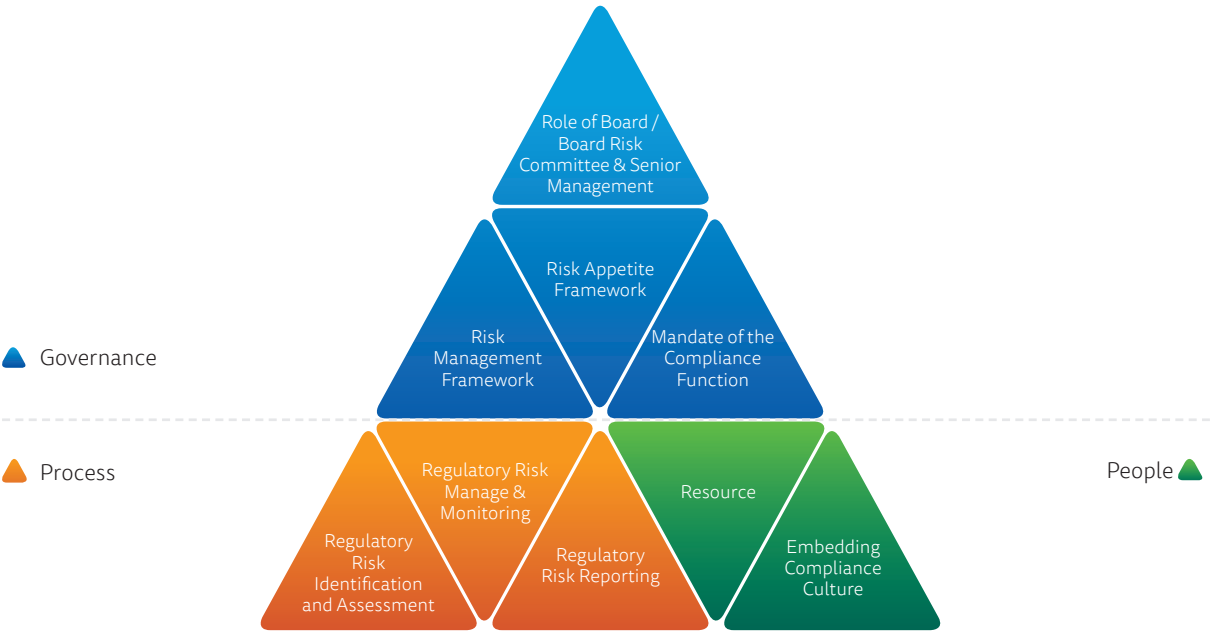 Role of Board /
Board Risk
Committee & Senior
Management
Risk Appetite
Framework
Risk
Management
Framework
Mandate of the
Compliance
Function
Governance
Process
People
Regulatory Risk
Manage &
Monitoring
Resource
Regulatory
Risk
Identification
and Assessment
Regulatory
Risk Reporting
Embedding
Compliance
Culture